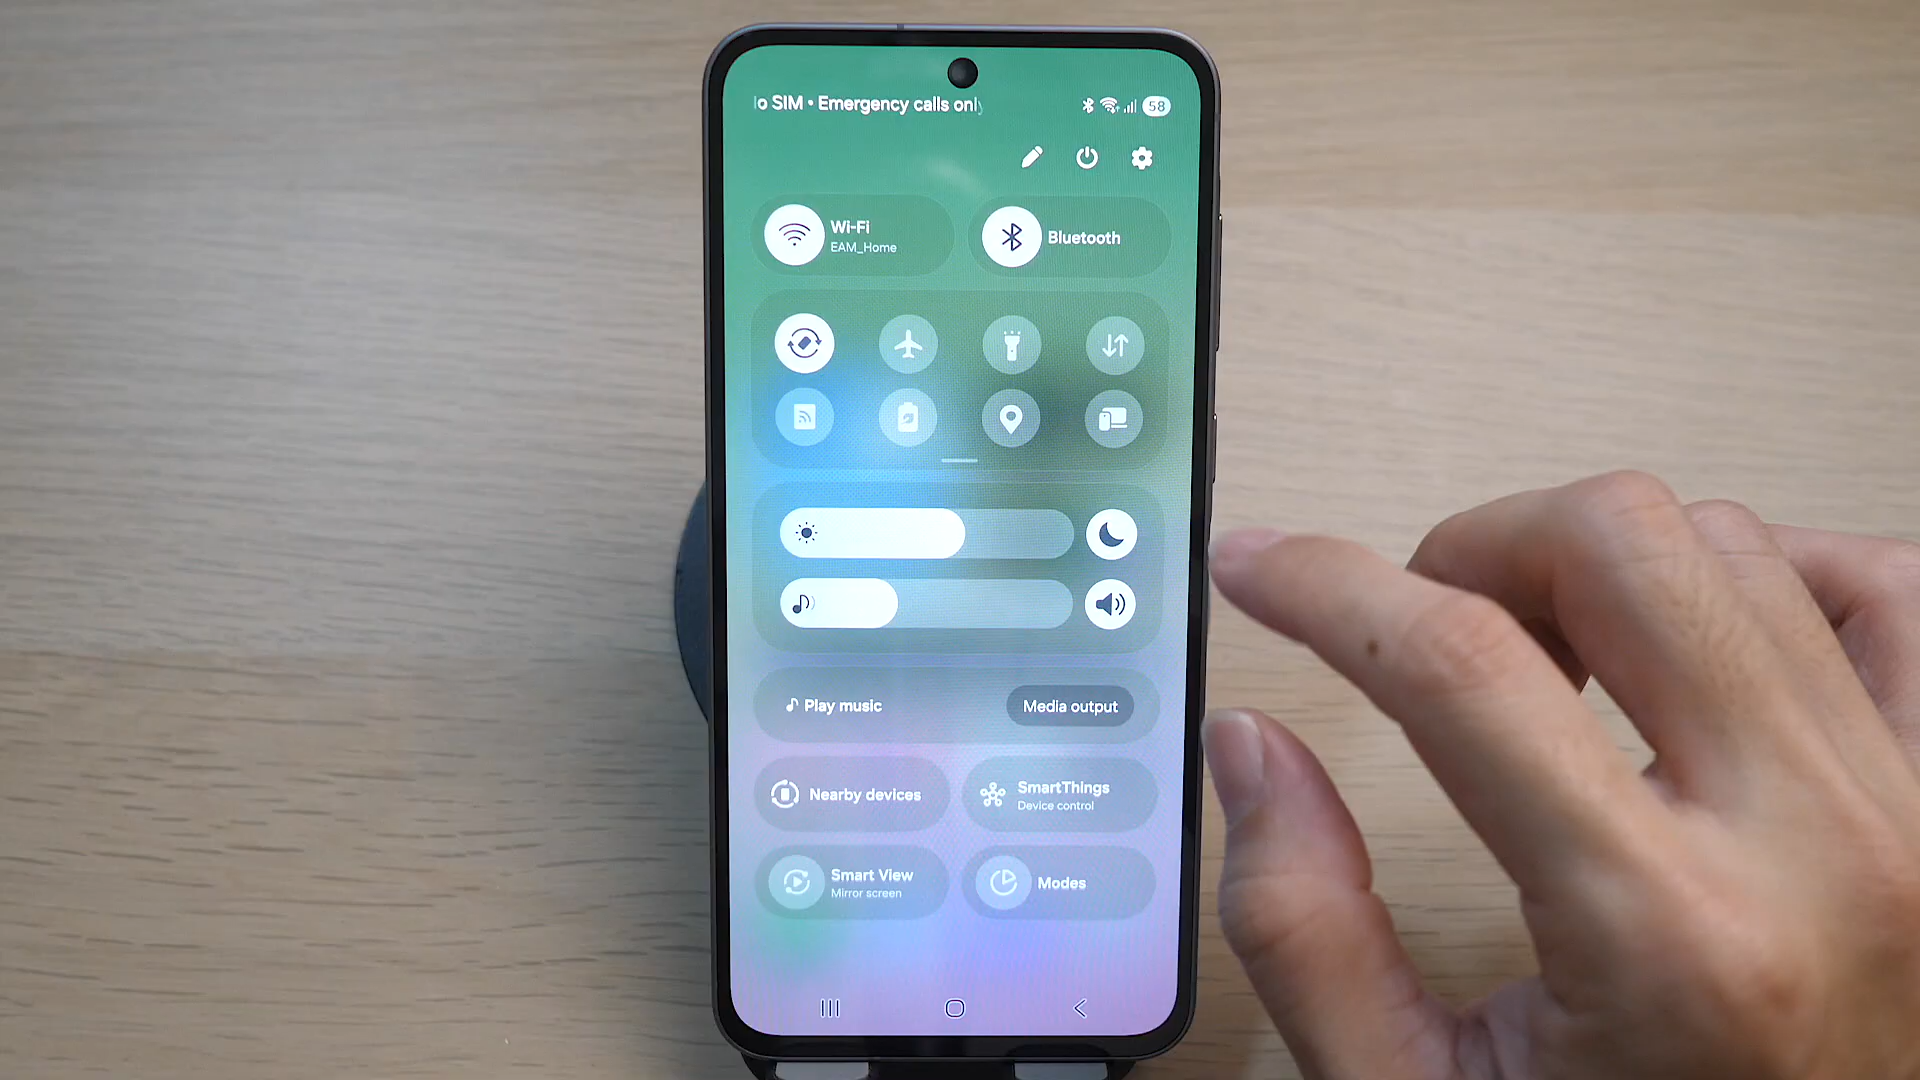 lo SIM • Emergency calls only
58
Wi-Fi
EAM_Home
Bluetooth
Play music
Media output
Nearby devices
SmartThings
Device control
Smart View
Mirror screen
Modes